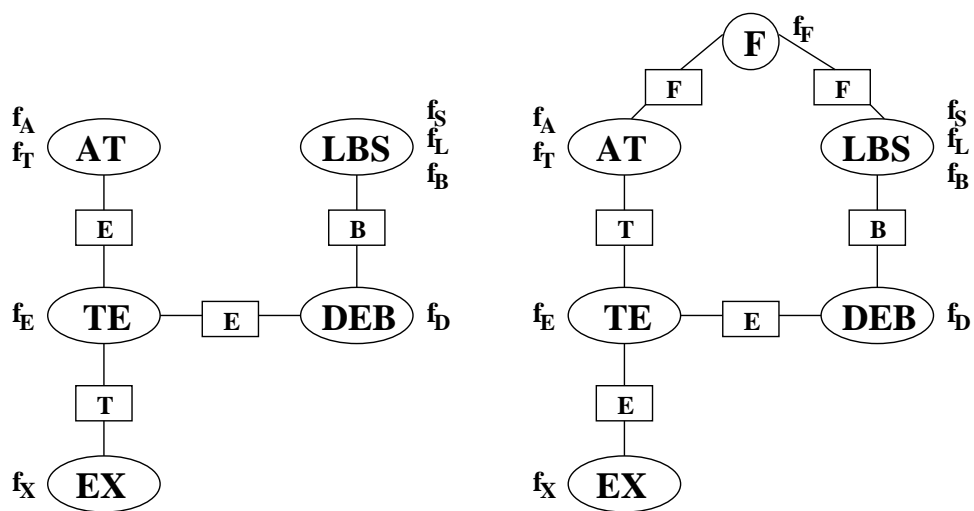 f_A
f_T
AT
E
f_E
TE
T
f_X
EX
E
f_S
f_L
f_B
LBS
B
DEB
f_D
F
f_F
F
F
f_A
f_T
AT
T
f_E
TE
E
f_X
EX
E
f_S
f_L
f_B
LBS
B
DEB
f_D